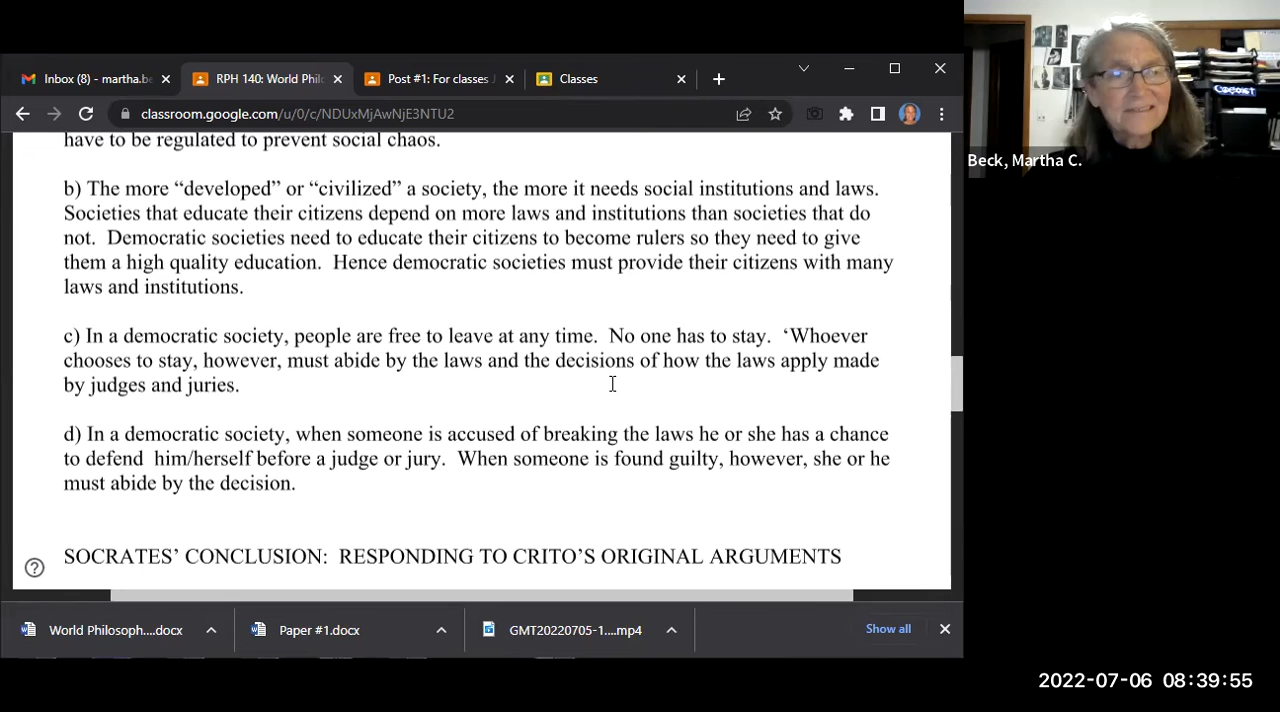 Inbox (8) - martha.be
RPH 140: World Phil
Post #1: For classes J
Classes
classroom.google.com/u/0/c/NDUxMjAwNjE3NTU2
Beck, Martha C.
have to be regulated to prevent social chaos.
b) The more “developed” or “civilized” a society, the more it needs social institutions and laws.
Societies that educate their citizens depend on more laws and institutions than societies that do
not.  Democratic societies need to educate their citizens to become rulers so they need to give
them a high quality education.  Hence democratic societies must provide their citizens with many
laws and institutions.
c) In a democratic society, people are free to leave at any time.  No one has to stay.  ‘Whoever
chooses to stay, however, must abide by the laws and the decisions of how the laws apply made
by judges and juries.
d) In a democratic society, when someone is accused of breaking the laws he or she has a chance
to defend  him/herself before a judge or jury.  When someone is found guilty, however, she or he
must abide by the decision.
SOCRATES’ CONCLUSION:  RESPONDING TO CRITO’S ORIGINAL ARGUMENTS
World Philosoph....docx
Paper #1.docx
GMT20220705-1....mp4
Show all
2022-07-06 08:39:55